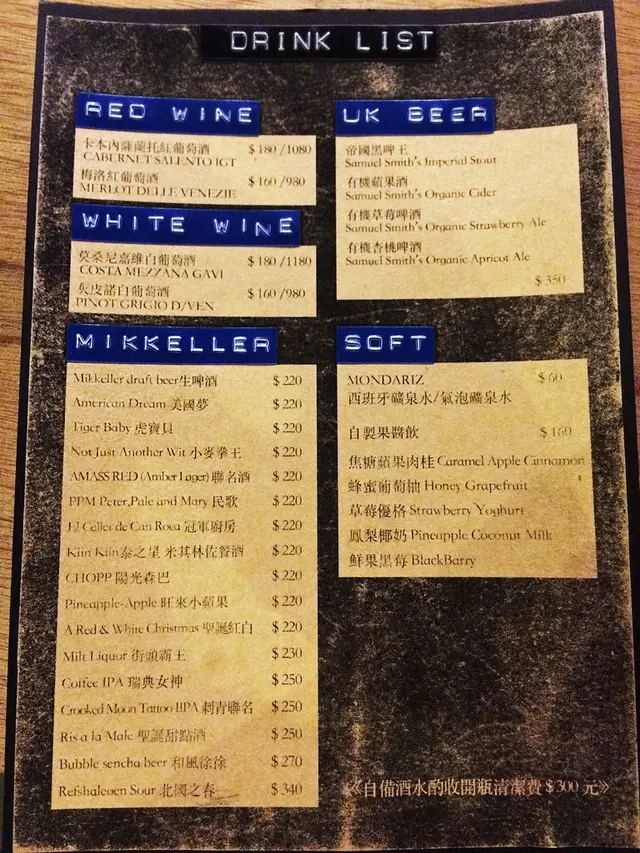 DRINK LIST
RED WINE
卡本內薩蘭托紅葡萄酒 $180/1080
CABERNET SALENTO IGT
梅洛紅葡萄酒 $160/980
MERLOT DELLE VENEZIE
WHITE WINE
莫桑尼嘉維白葡萄酒 $180/1180
COSTA MEZZANA GAVI
灰皮諾白葡萄酒 $160/980
PINOT GRIGIO D/VEN
MIKKELLER
Mikkeller draft beer生啤酒 $220
American Dream 美國夢 $220
Tiger Baby 虎寶貝 $220
Not Just Another Wit 小麥拳王 $220
AMASS RED (Amber Lager) 聯名酒 $220
PPM Peter,Pale and Mary 民歌 $220
El Celler de Can Roca 冠軍廚房 $220
Kiin Kiin泰之星 米其林佐餐酒 $220
CHOPP 陽光森巴 $220
Pineapple-Apple 旺來小蘋果 $220
A Red & White Christmas 聖誕紅白 $220
Milt Liquor 街頭霸王 $230
Coffee IIPA 瑞典女神 $250
Crooked Moon Tattoo IIPA 刺青聯名 $250
Ris a la Male 聖誕甜點酒 $250
Bubble sencha beer 和風徐徐 $270
Refshaleøen Sour 北國之春 $340
UK BEER
帝國黑啤王
Samuel Smith's Imperial Stout
有機蘋果酒
Samuel Smith's Organic Cider
有機草莓啤酒
Samuel Smith's Organic Strawberry Ale
有機杏桃啤酒
Samuel Smith's Organic Apricot Ale
$350
SOFT
MONDARIZ $60
西班牙礦泉水/氣泡礦泉水
自製果醬飲 $160
焦糖蘋果肉桂 Caramel Apple Cinnamon
蜂蜜葡萄柚 Honey Grapefruit
草莓優格 Strawberry Yoghurt
鳳梨椰奶 Pineapple Coconut Milk
鮮果黑莓 BlackBarry
《自備酒水酌收開瓶清潔費$300元》